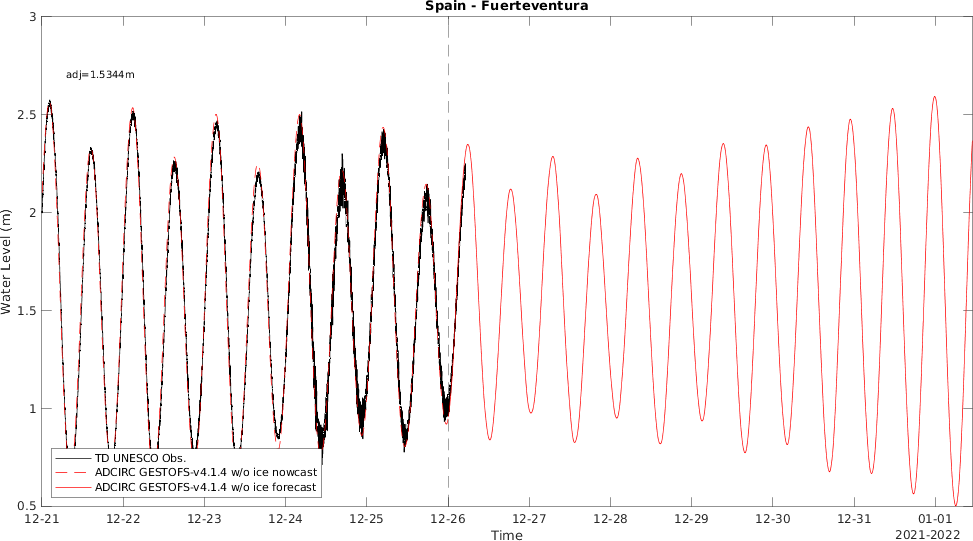 Spain - Fuerteventura
adj=1.5344m
Water Level (m)
3
2.5
2
1.5
1
0.5
TD UNESCO Obs.
ADCIRC GESTOFS-v4.1.4 w/o ice nowcast
ADCIRC GESTOFS-v4.1.4 w/o ice forecast
12-21 12-22 12-23 12-24 12-25 12-26 12-27 12-28 12-29 12-30 12-31 01-01
Time
2021-2022